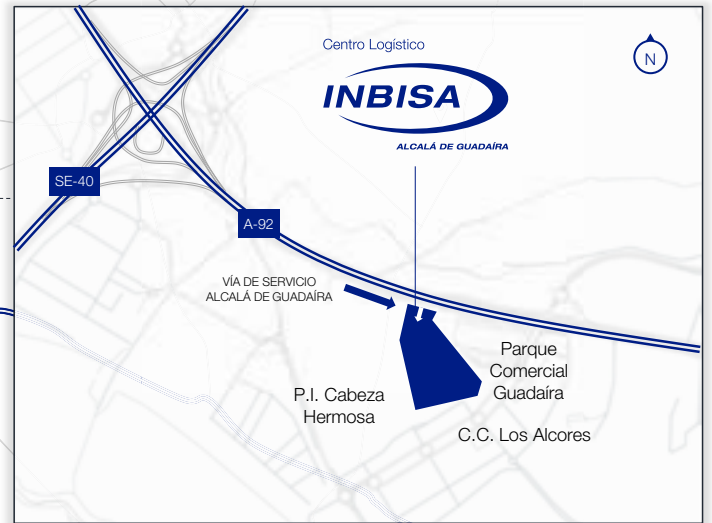 Centro Logístico
INBISA
ALCALÁ DE GUADAÍRA
N
SE-40
A-92
VÍA DE SERVICIO
ALCALÁ DE GUADAÍRA
Parque
Comercial
Guadaíra
P.I. Cabeza
Hermosa
C.C. Los Alcores